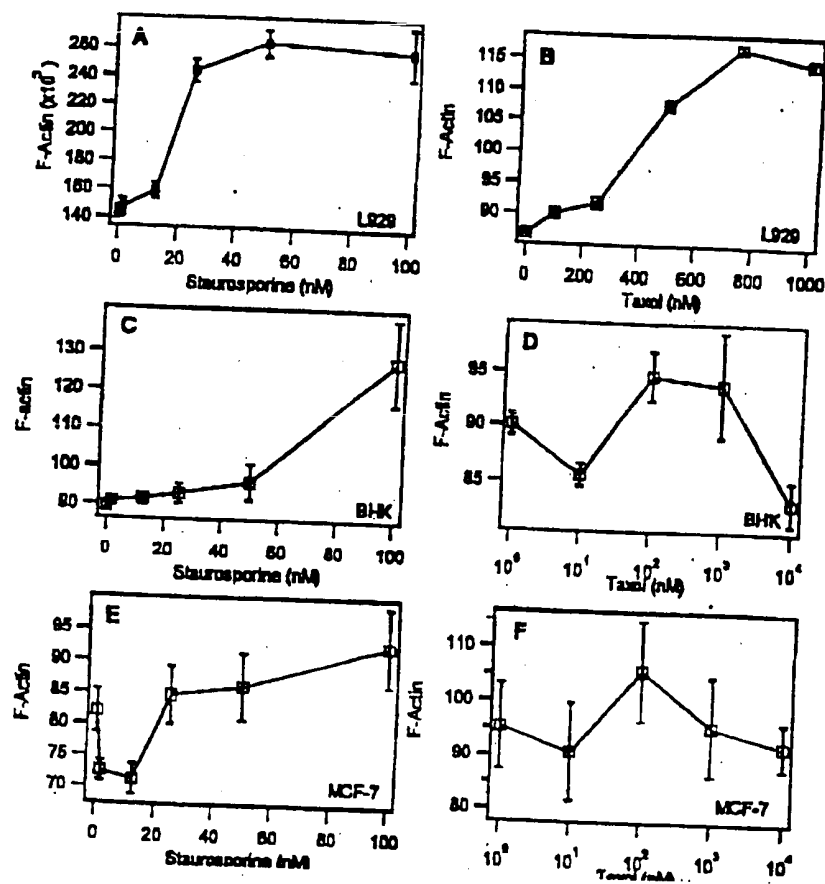 A
F-Actin (x10³)
260
240
220
200
180
160
140
L929
0 20 40 60 80 100
Staurosporine (nM)
B
F-Actin
115
110
105
100
95
90
L929
0 200 400 600 800 1000
Taxol (nM)
C
F-actin
130
120
110
100
90
BHK
0 20 40 60 80 100
Staurosporine (nM)
D
F-Actin
95
90
85
BHK
10⁰ 10¹ 10² 10³ 10⁴
Taxol (nM)
E
F-Actin
95
90
85
80
75
70
MCF-7
0 20 40 60 80 100
Staurosporine (nM)
F
F-Actin
110
100
90
80
MCF-7
10⁰ 10¹ 10² 10³ 10⁴
Taxol (nM)